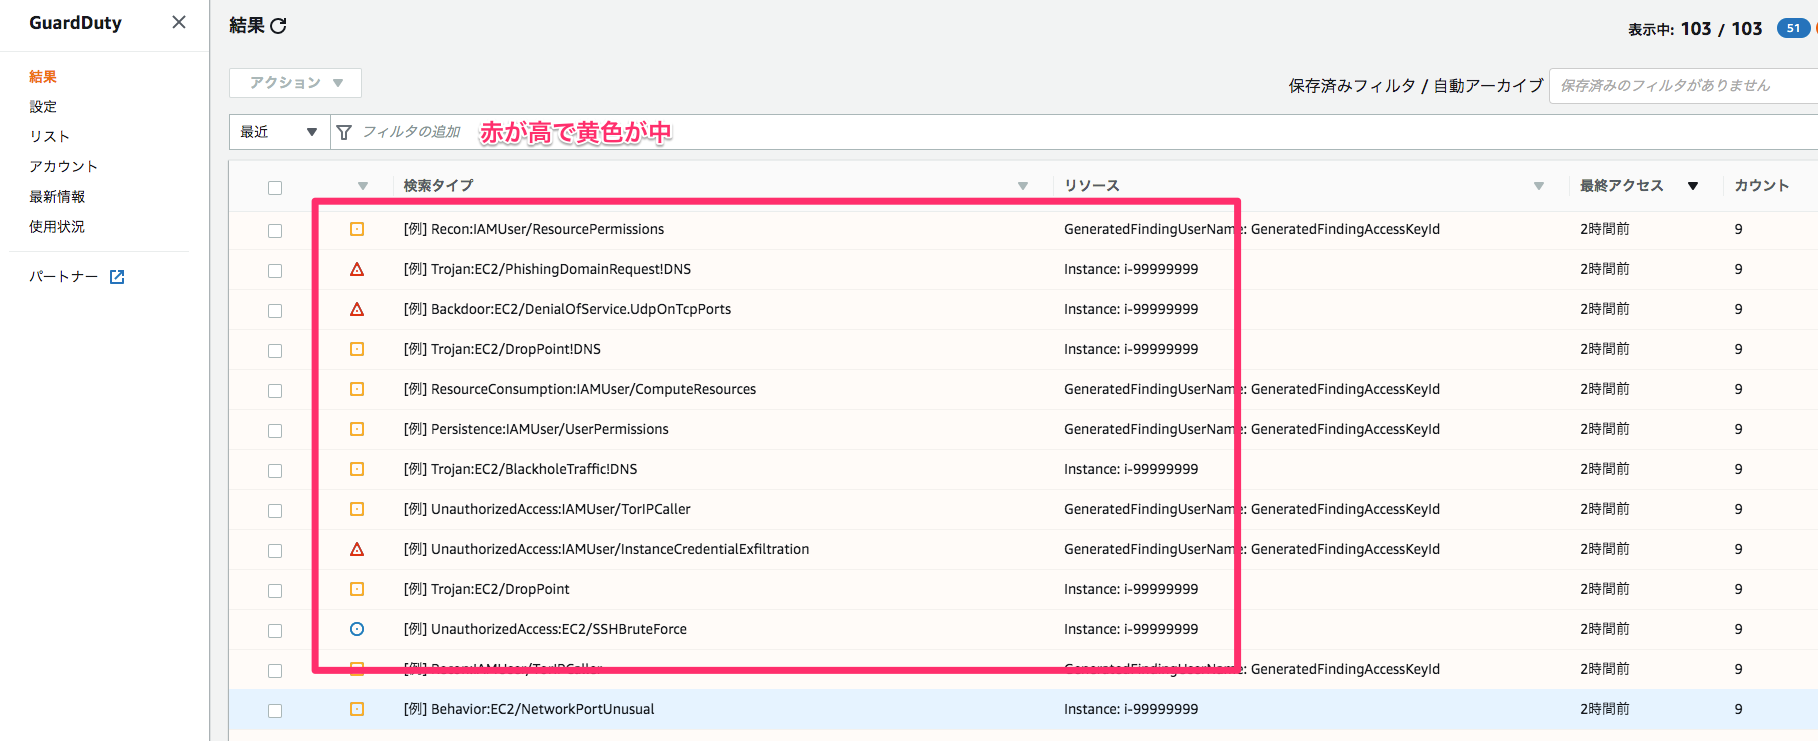 GuardDuty
結果
設定
リスト
アカウント
最新情報
使用状況
パートナー
結果
表示中: 103 / 103 51
アクション
保存済みフィルタ / 自動アーカイブ 保存済みのフィルタがありません
最近 フィルタの追加 赤が高で黄色が中
検索タイプ リソース 最終アクセス カウント
[例] Recon:IAMUser/ResourcePermissions GeneratedFindingUserName: GeneratedFindingAccessKeyId 2時間前 9
[例] Trojan:EC2/PhishingDomainRequest!DNS Instance: i-99999999 2時間前 9
[例] Backdoor:EC2/DenialOfService.UdpOnTcpPorts Instance: i-99999999 2時間前 9
[例] Trojan:EC2/DropPoint!DNS Instance: i-99999999 2時間前 9
[例] ResourceConsumption:IAMUser/ComputeResources GeneratedFindingUserName: GeneratedFindingAccessKeyId 2時間前 9
[例] Persistence:IAMUser/UserPermissions GeneratedFindingUserName: GeneratedFindingAccessKeyId 2時間前 9
[例] Trojan:EC2/BlackholeTraffic!DNS Instance: i-99999999 2時間前 9
[例] UnauthorizedAccess:IAMUser/TorIPCaller GeneratedFindingUserName: GeneratedFindingAccessKeyId 2時間前 9
[例] UnauthorizedAccess:IAMUser/InstanceCredentialExfiltration GeneratedFindingUserName: GeneratedFindingAccessKeyId 2時間前 9
[例] Trojan:EC2/DropPoint Instance: i-99999999 2時間前 9
[例] UnauthorizedAccess:EC2/SSHBruteForce Instance: i-99999999 2時間前 9
[例] Recon:IAMUser/TorIPCaller GeneratedFindingUserName: GeneratedFindingAccessKeyId 2時間前 9
[例] Behavior:EC2/NetworkPortUnusual Instance: i-99999999 2時間前 9